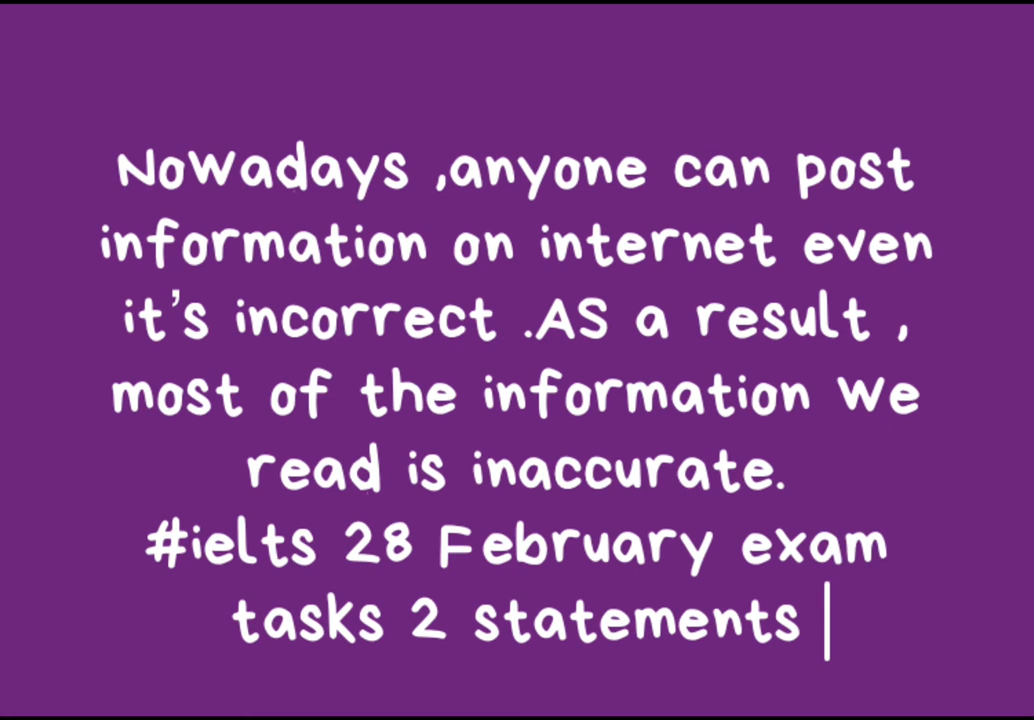 Nowadays ,anyone can post
information on internet even
it's incorrect .AS a result ,
most of the information we
read is inaccurate.
#ielts 28 February exam
tasks 2 statements